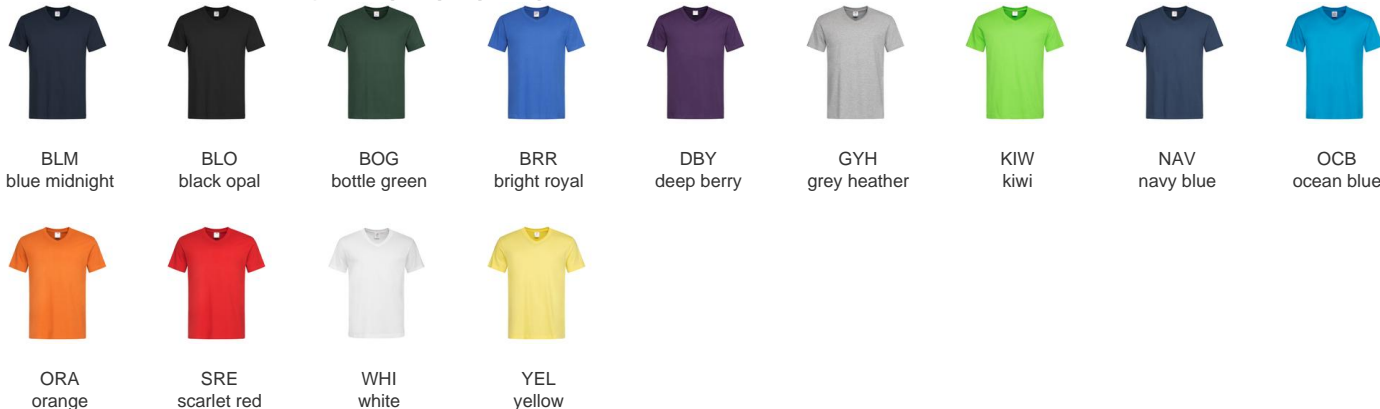 BLM
blue midnight
BLO
black opal
BOG
bottle green
BRR
bright royal
DBY
deep berry
GYH
grey heather
KIW
kiwi
NAV
navy blue
OCB
ocean blue
ORA
orange
SRE
scarlet red
WHI
white
YEL
yellow